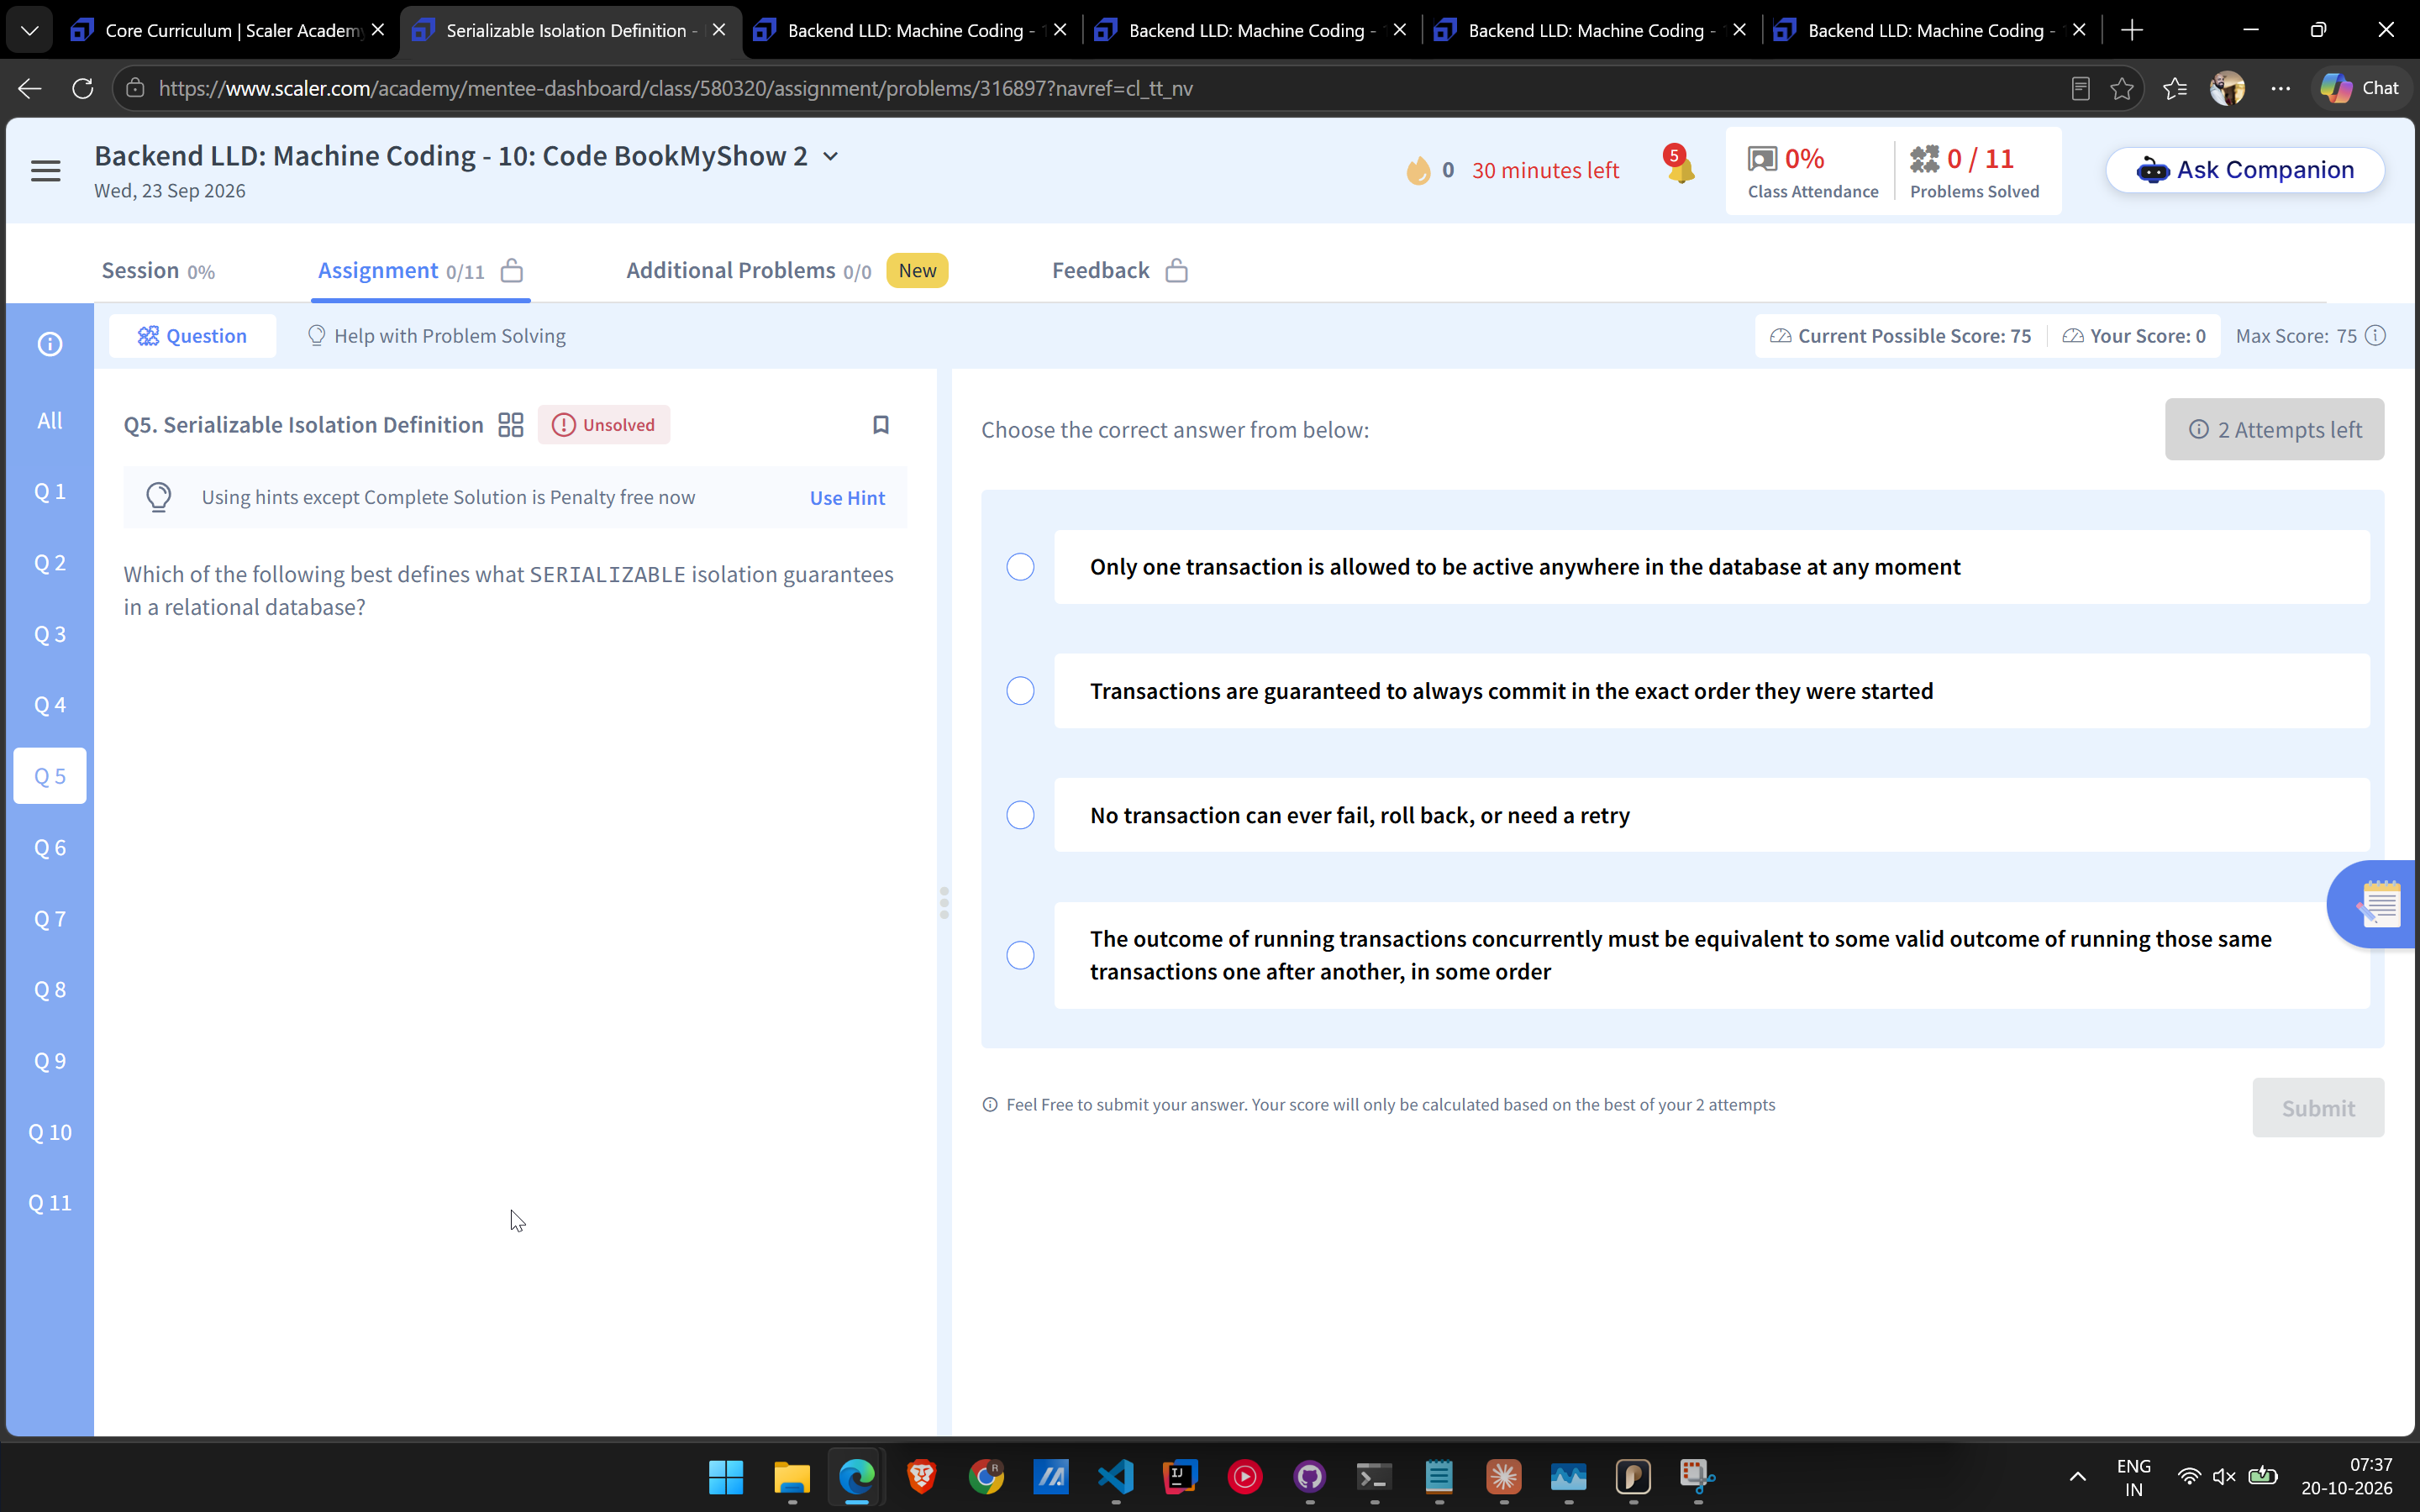 Core Curriculum | Scaler Academ
Serializable Isolation Definition -
Backend LLD: Machine Coding -
Backend LLD: Machine Coding -
Backend LLD: Machine Coding -
Backend LLD: Machine Coding -
https://www.scaler.com/academy/mentee-dashboard/class/580320/assignment/problems/316897?navref=cl_tt_nv
Chat
Backend LLD: Machine Coding - 10: Code BookMyShow 2
Wed, 23 Sep 2026
0
30 minutes left
5
0%
Class Attendance
0 / 11
Problems Solved
Ask Companion
Session 0%
Assignment 0/11
Additional Problems 0/0
New
Feedback
Question
Help with Problem Solving
Current Possible Score: 75
Your Score: 0
Max Score: 75
All
Q 1
Q 2
Q 3
Q 4
Q 5
Q 6
Q 7
Q 8
Q 9
Q 10
Q 11
Q5. Serializable Isolation Definition
Unsolved
Using hints except Complete Solution is Penalty free now
Use Hint
Which of the following best defines what SERIALIZABLE isolation guarantees
in a relational database?
Choose the correct answer from below:
2 Attempts left
Only one transaction is allowed to be active anywhere in the database at any moment
Transactions are guaranteed to always commit in the exact order they were started
No transaction can ever fail, roll back, or need a retry
The outcome of running transactions concurrently must be equivalent to some valid outcome of running those same
transactions one after another, in some order
Feel Free to submit your answer. Your score will only be calculated based on the best of your 2 attempts
Submit
R
IJ
ENG
IN
07:37
20-10-2026